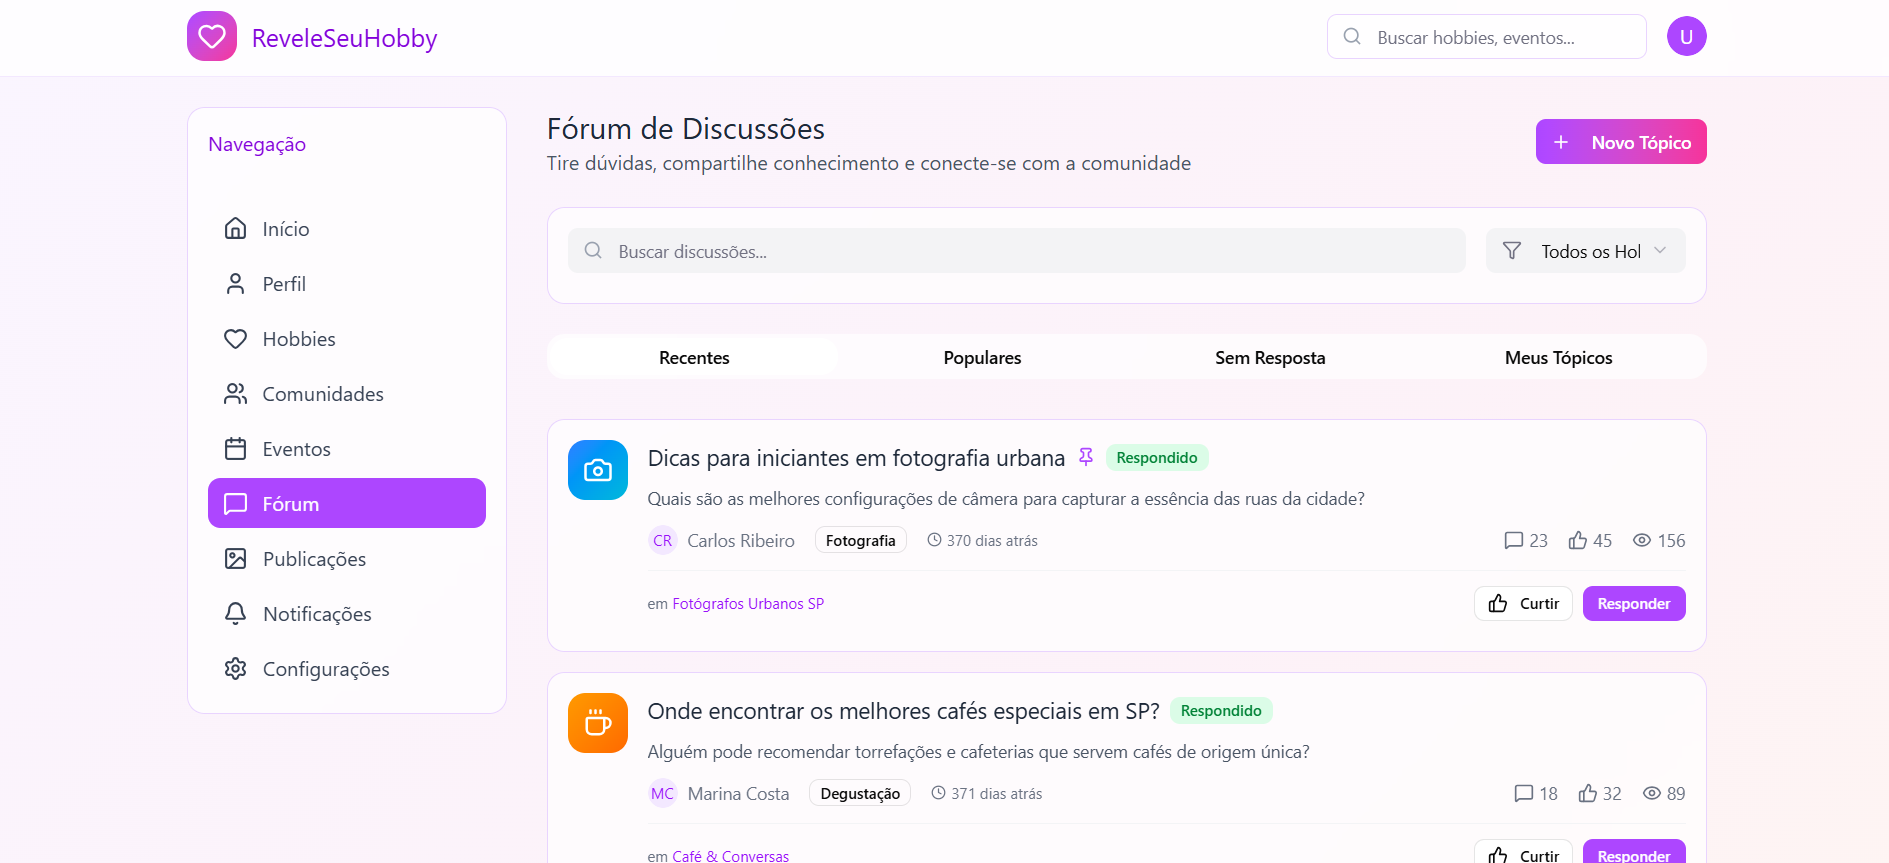 ReveleSeuHobby
Buscar hobbies, eventos...
U
Navegação
Início
Perfil
Hobbies
Comunidades
Eventos
Fórum
Publicações
Notificações
Configurações
Fórum de Discussões
Tire dúvidas, compartilhe conhecimento e conecte-se com a comunidade
Novo Tópico
Buscar discussões...
Todos os Hol
Recentes
Populares
Sem Resposta
Meus Tópicos
Dicas para iniciantes em fotografia urbana
Respondido
Quais são as melhores configurações de câmera para capturar a essência das ruas da cidade?
CR Carlos Ribeiro Fotografia 370 dias atrás 23 45 156
em Fotógrafos Urbanos SP
Curtir
Responder
Onde encontrar os melhores cafés especiais em SP?
Respondido
Alguém pode recomendar torrefações e cafeterias que servem cafés de origem única?
MC Marina Costa Degustação 371 dias atrás 18 32 89
em Café & Conversas
Curtir
Responder